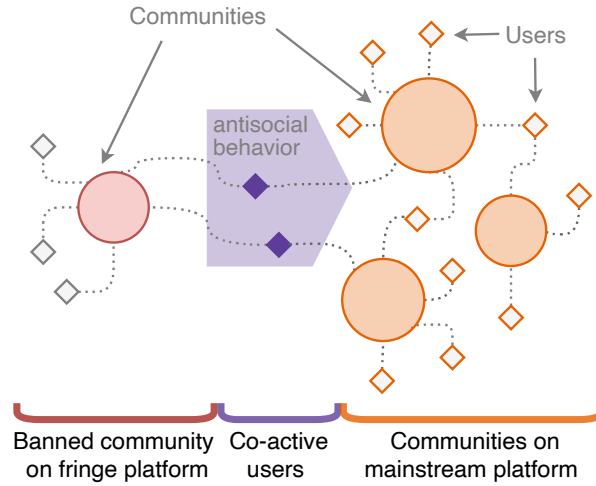 Communities
Users
antisocial
behavior
Banned community
on fringe platform
Co-active
users
Communities on
mainstream platform